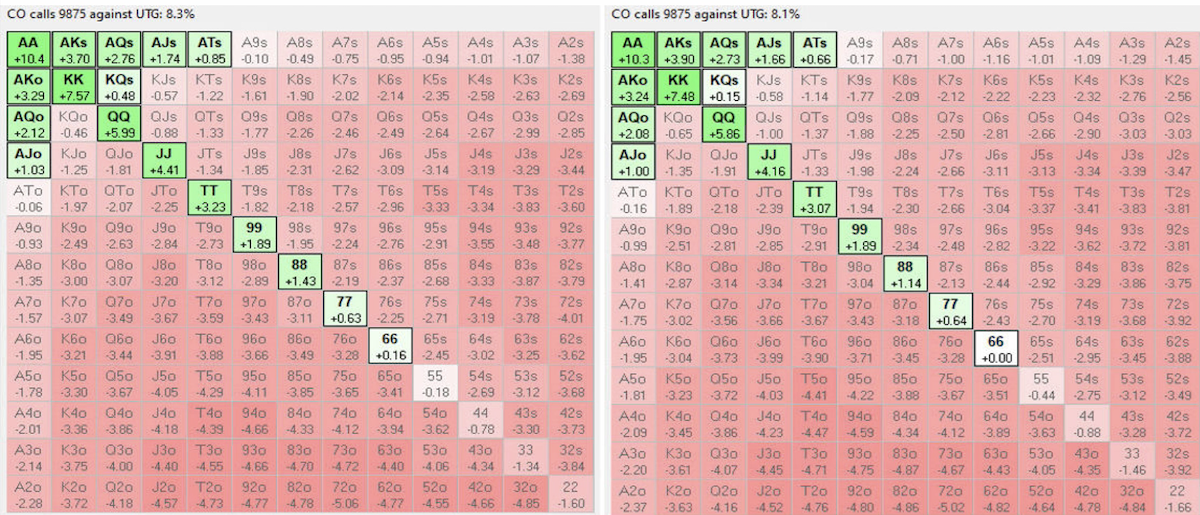 CO calls 9875 against UTG: 8.3%
AA AKs AQs AJs ATs A9s A8s A7s A6s A5s A4s A3s A2s
+10.4 +3.70 +2.76 +1.74 +0.85 -0.10 -0.49 -0.75 -0.95 -0.94 -1.01 -1.07 -1.38
AKo KK KQs KJs KTs K9s K8s K7s K6s K5s K4s K3s K2s
+3.29 +7.57 +0.48 -0.57 -1.22 -1.61 -1.90 -2.02 -2.14 -2.35 -2.58 -2.63 -2.69
AQo KQo QQ QJs QTs Q9s Q8s Q7s Q6s Q5s Q4s Q3s Q2s
+2.12 -0.46 +5.99 -0.88 -1.33 -1.77 -2.26 -2.46 -2.49 -2.64 -2.67 -2.99 -2.85
AJo KJo QJo JJ JTs J9s J8s J7s J6s J5s J4s J3s J2s
+1.03 -1.25 -1.81 +4.41 -1.34 -1.85 -2.31 -2.62 -3.09 -3.14 -3.19 -3.29 -3.44
ATo KTo QTo JTo TT T9s T8s T7s T6s T5s T4s T3s T2s
-0.06 -1.97 -2.07 -2.25 +3.23 -1.82 -2.18 -2.57 -2.96 -3.33 -3.34 -3.83 -3.60
A9o K9o Q9o J9o T9o 99 98s 97s 96s 95s 94s 93s 92s
-0.93 -2.49 -2.63 -2.84 -2.73 +1.89 -1.95 -2.24 -2.76 -2.91 -3.55 -3.48 -3.77
A8o K8o Q8o J8o T8o 98o 88 87s 86s 85s 84s 83s 82s
-1.35 -3.00 -3.07 -3.20 -3.12 -2.89 +1.43 -2.19 -2.37 -2.68 -3.33 -3.87 -3.79
A7o K7o Q7o J7o T7o 97o 87o 77 76s 75s 74s 73s 72s
-1.57 -3.07 -3.49 -3.67 -3.59 -3.43 -3.11 +0.63 -2.25 -2.71 -3.19 -3.78 -4.01
A6o K6o Q6o J6o T6o 96o 86o 76o 66 65s 64s 63s 62s
-1.95 -3.21 -3.44 -3.91 -3.88 -3.66 -3.49 -3.28 +0.16 -2.45 -3.02 -3.25 -3.62
A5o K5o Q5o J5o T5o 95o 85o 75o 65o 55 54s 53s 52s
-1.78 -3.30 -3.67 -4.05 -4.29 -4.11 -3.85 -3.65 -3.41 -0.18 -2.69 -3.12 -3.68
A4o K4o Q4o J4o T4o 94o 84o 74o 64o 54o 44 43s 42s
-2.01 -3.36 -3.86 -4.18 -4.39 -4.66 -4.33 -4.12 -3.94 -3.62 -0.78 -3.30 -3.73
A3o K3o Q3o J3o T3o 93o 83o 73o 63o 53o 43o 33 32s
-2.14 -3.75 -4.00 -4.40 -4.55 -4.66 -4.70 -4.72 -4.40 -4.06 -4.34 -1.34 -3.84
A2o K2o Q2o J2o T2o 92o 82o 72o 62o 52o 42o 32o 22
-2.28 -3.72 -4.18 -4.57 -4.73 -4.77 -4.78 -5.06 -4.77 -4.55 -4.66 -4.85 -1.60
CO calls 9875 against UTG: 8.1%
AA AKs AQs AJs ATs A9s A8s A7s A6s A5s A4s A3s A2s
+10.3 +3.90 +2.73 +1.66 +0.66 -0.17 -0.71 -1.00 -1.16 -1.01 -1.09 -1.29 -1.45
AKo KK KQs KJs KTs K9s K8s K7s K6s K5s K4s K3s K2s
+3.24 +7.48 +0.15 -0.58 -1.14 -1.77 -2.09 -2.12 -2.22 -2.23 -2.32 -2.76 -2.56
AQo KQo QQ QJs QTs Q9s Q8s Q7s Q6s Q5s Q4s Q3s Q2s
+2.08 -0.65 +5.86 -1.00 -1.37 -1.88 -2.25 -2.50 -2.81 -2.66 -2.90 -3.03 -3.03
AJo KJo QJo JJ JTs J9s J8s J7s J6s J5s J4s J3s J2s
+1.00 -1.35 -1.91 +4.16 -1.33 -1.98 -2.24 -2.66 -3.11 -3.13 -3.34 -3.39 -3.47
ATo KTo QTo JTo TT T9s T8s T7s T6s T5s T4s T3s T2s
-0.16 -1.89 -2.18 -2.39 +3.07 -1.94 -2.30 -2.66 -3.04 -3.37 -3.41 -3.83 -3.81
A9o K9o Q9o J9o T9o 99 98s 97s 96s 95s 94s 93s 92s
-0.99 -2.51 -2.81 -2.85 -2.91 +1.89 -2.34 -2.48 -2.82 -3.22 -3.62 -3.72 -3.81
A8o K8o Q8o J8o T8o 98o 88 87s 86s 85s 84s 83s 82s
-1.41 -2.87 -3.14 -3.34 -3.21 -3.04 +1.14 -2.13 -2.44 -2.92 -3.29 -3.86 -3.75
A7o K7o Q7o J7o T7o 97o 87o 77 76s 75s 74s 73s 72s
-1.75 -3.02 -3.56 -3.66 -3.67 -3.43 -3.18 +0.64 -2.43 -2.70 -3.19 -3.68 -3.92
A6o K6o Q6o J6o T6o 96o 86o 76o 66 65s 64s 63s 62s
-1.95 -3.04 -3.73 -3.99 -3.90 -3.71 -3.45 -3.28 +0.00 -2.51 -2.95 -3.45 -3.88
A5o K5o Q5o J5o T5o 95o 85o 75o 65o 55 54s 53s 52s
-1.81 -3.23 -3.72 -4.03 -4.41 -4.22 -3.88 -3.67 -3.51 -0.44 -2.75 -3.12 -3.49
A4o K4o Q4o J4o T4o 94o 84o 74o 64o 54o 44 43s 42s
-2.09 -3.45 -3.86 -4.23 -4.47 -4.59 -4.34 -4.12 -3.89 -3.63 -0.88 -3.28 -3.72
A3o K3o Q3o J3o T3o 93o 83o 73o 63o 53o 43o 33 32s
-2.20 -3.61 -4.07 -4.45 -4.71 -4.75 -4.87 -4.67 -4.43 -4.05 -4.35 -1.46 -3.92
A2o K2o Q2o J2o T2o 92o 82o 72o 62o 52o 42o 32o 22
-2.37 -3.63 -4.16 -4.52 -4.76 -4.80 -4.86 -5.02 -4.82 -4.64 -4.78 -4.84 -1.66